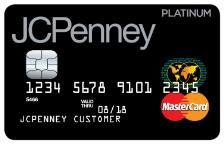 PLATINUM
JCPenney
1234 5678 9101 2345
5466
VALID THRU 08/18
JCPENNEY CUSTOMER
MasterCard